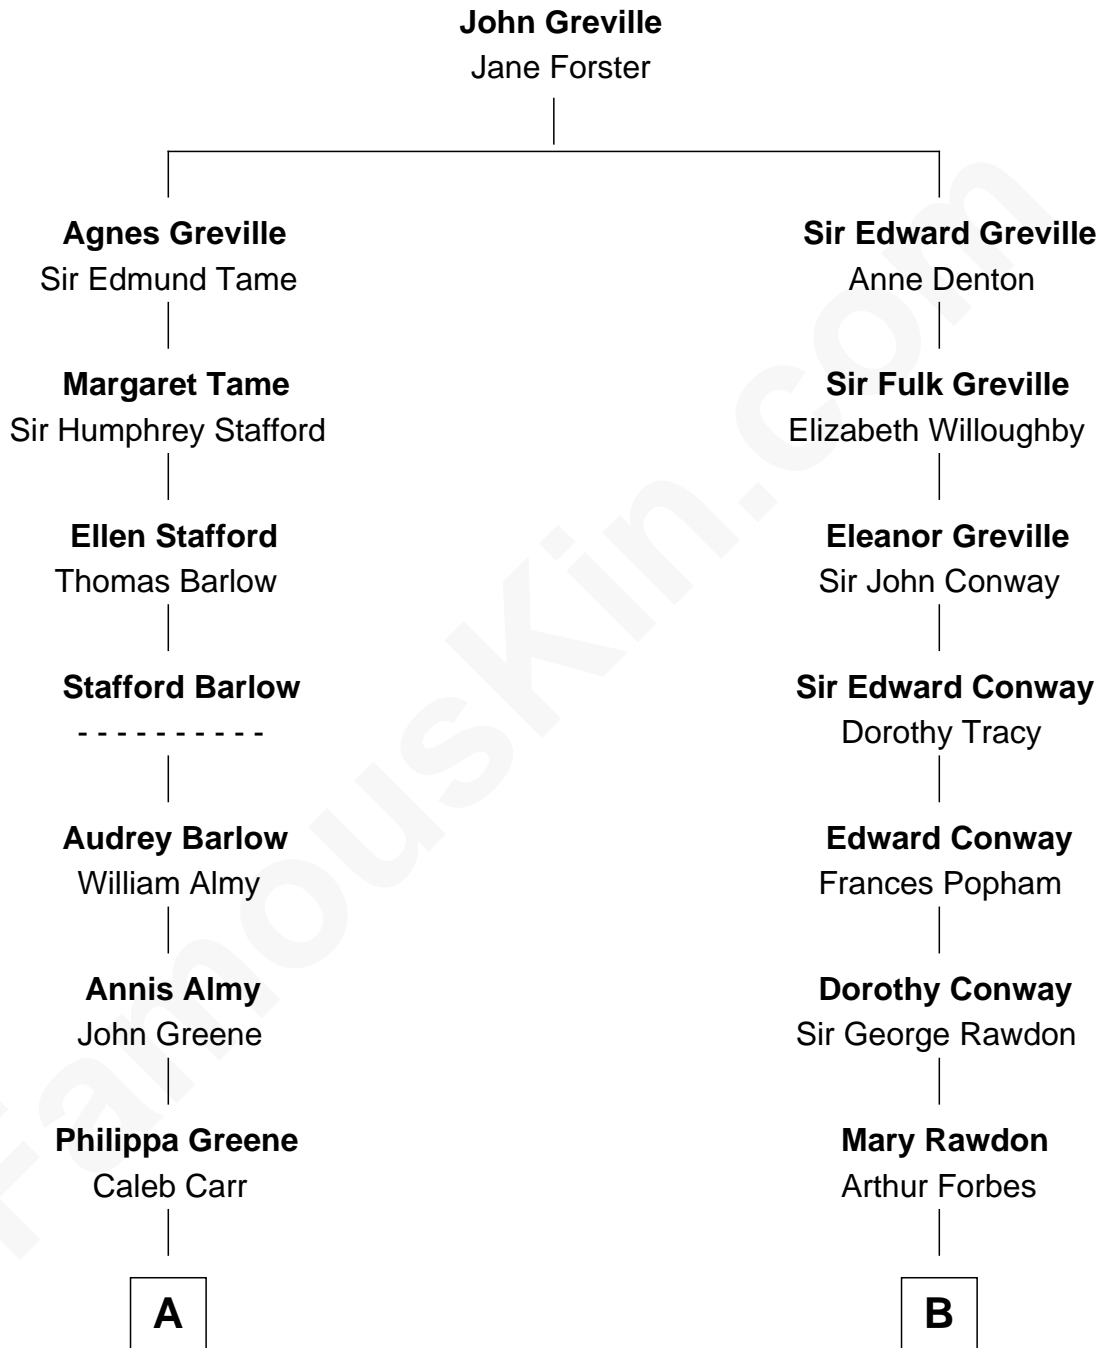 John Greville
Jane Forster
Agnes Greville
Sir Edmund Tame
Sir Edward Greville
Anne Denton
Margaret Tame
Sir Humphrey Stafford
Sir Fulk Greville
Elizabeth Willoughby
Ellen Stafford
Thomas Barlow
Eleanor Greville
Sir John Conway
Stafford Barlow
- - - - - - - - - -
Sir Edward Conway
Dorothy Tracy
Audrey Barlow
William Almy
Edward Conway
Frances Popham
Annis Almy
John Greene
Dorothy Conway
Sir George Rawdon
Philippa Greene
Caleb Carr
Mary Rawdon
Arthur Forbes
A
B
FamousKin.com